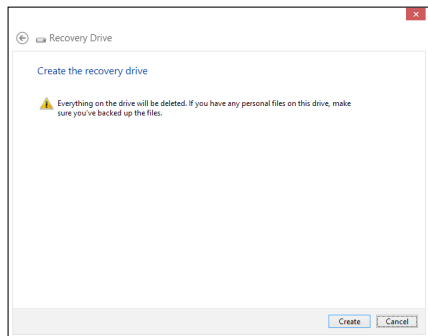 Recovery Drive
Create the recovery drive
Everything on the drive will be deleted. If you have any personal files on this drive, make
sure you've backed up the files.
Create Cancel